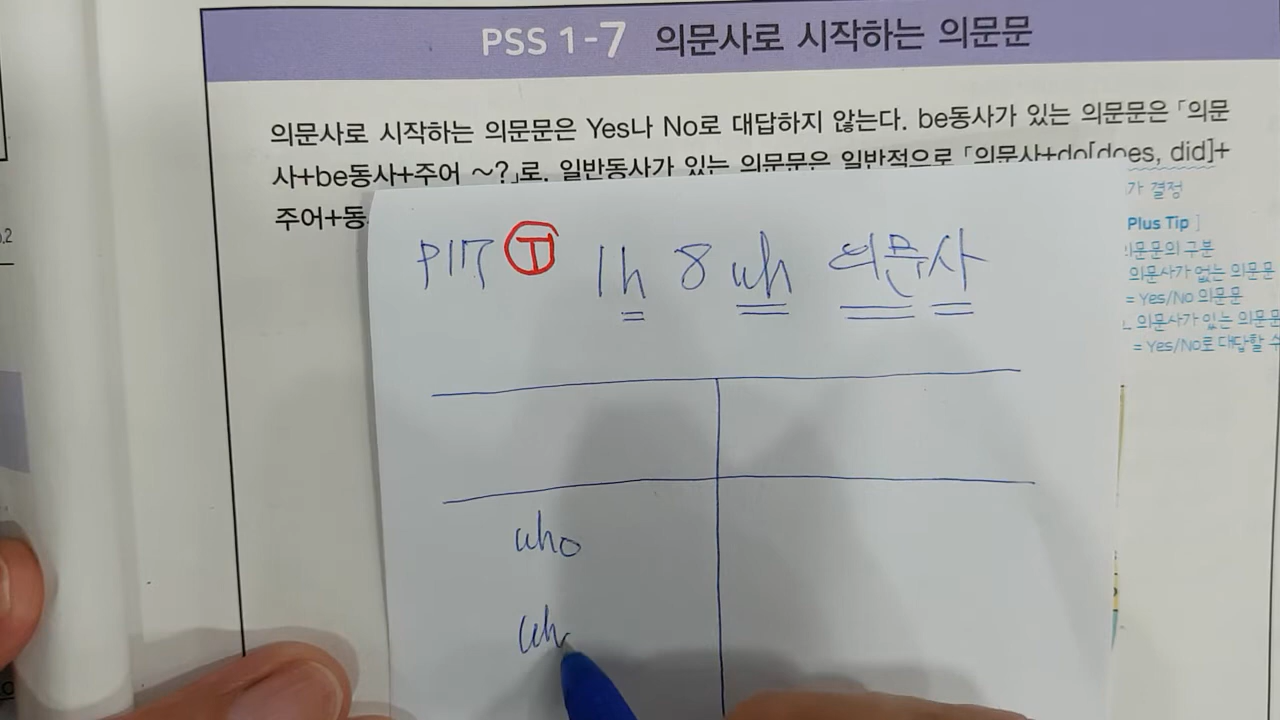 PSS 1-7 의문사로 시작하는 의문문
의문사로 시작하는 의문문은 Yes나 No로 대답하지 않는다. be동사가 있는 의문문은 「의문
사+be동사+주어 ~?」로. 일반동사가 있는 의문문은 일반적으로 「의문사+do[does, did]+
주어+동
가 결정
Plus Tip ]
의문문의 구분
의문사가 없는 의문문
= Yes/No 의문문
의문사가 있는 의문문
= Yes/No로 대답할 수
P17 T 1h 8 wh 의문사
who
wh